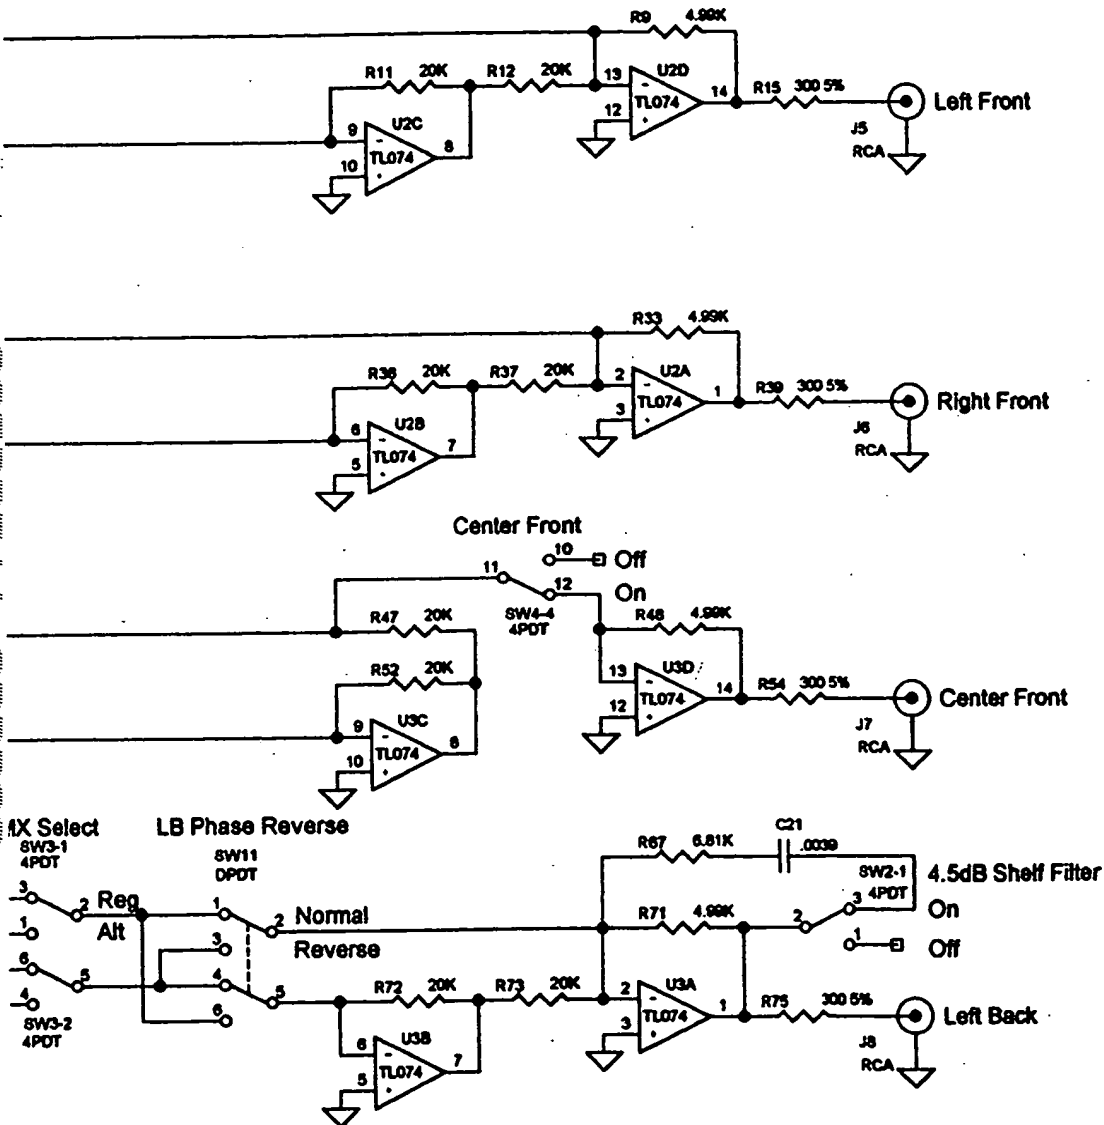 R9 4.99K
R11 20K R12 20K
13 U2D
TL074
14 R15 300 5% Left Front
12
9 U2C
TL074
8
10
J5
RCA
R33 4.99K
R36 20K R37 20K
2 U2A
TL074
1 R39 300 5% Right Front
3
6 U2B
TL074
7
5
J6
RCA
Center Front
10 Off
11
12 On
SW4-4
4PDT
R47 20K
R48 4.99K
R52 20K
13 U3D
TL074
14 R54 300 5% Center Front
12
9 U3C
TL074
8
10
J7
RCA
Select LB Phase Reverse
SW3-1
4PDT
SW11
DPDT
R67 6.81K C21 .0039
SW2-1
4PDT
4.5dB Shelf Filter
3 2 Reg 1 2 Normal
R71 4.99K 2 3 On
1 Alt 3 Reverse
1 Off
6 5 4 5
R72 20K R73 20K
2 U3A
TL074
1 R75 300 5% Left Back
3
4 6
SW3-2
4PDT
6 U3B
TL074
7
5
J8
RCA